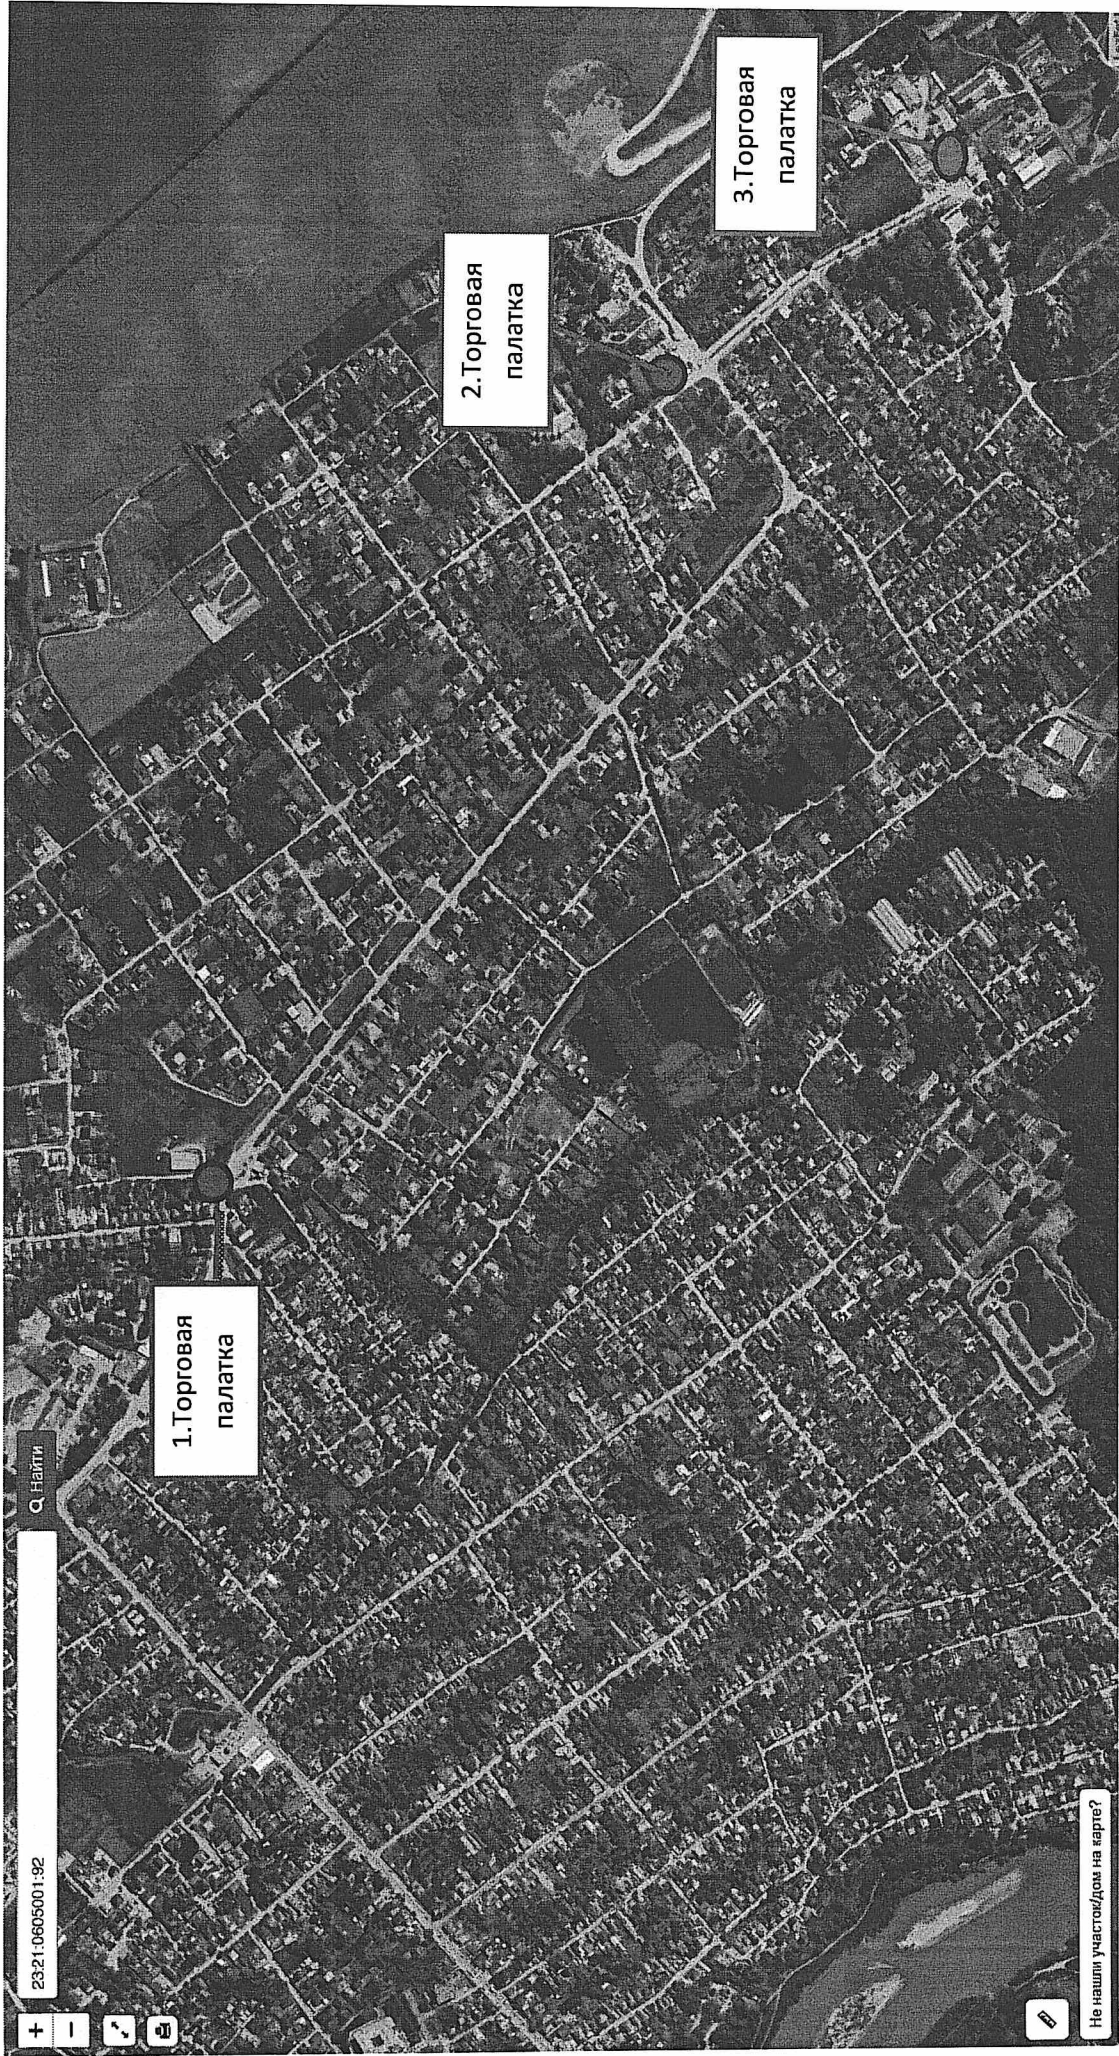 23:21:0605001:92
Найти
1.Торговая
палатка
2.Торговая
палатка
3.Торговая
палатка
Не нашли участок/дом на карте?